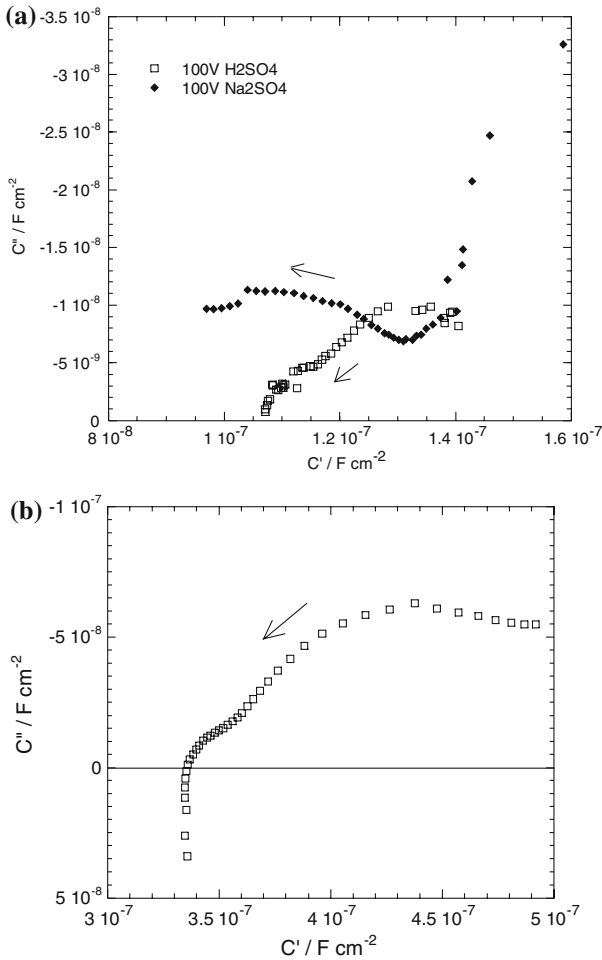 (a)
-3.5 10⁻⁸
-3 10⁻⁸
-2.5 10⁻⁸
-2 10⁻⁸
-1.5 10⁻⁸
-1 10⁻⁸
-5 10⁻⁹
0
C'' / F cm⁻²
100V H2SO4
100V Na2SO4
8 10⁻⁸
1 10⁻⁷
1.2 10⁻⁷
1.4 10⁻⁷
1.6 10⁻⁷
C' / F cm⁻²
(b)
-1 10⁻⁷
-5 10⁻⁸
0
5 10⁻⁸
C'' / F cm⁻²
3 10⁻⁷
3.5 10⁻⁷
4 10⁻⁷
4.5 10⁻⁷
5 10⁻⁷
C' / F cm⁻²